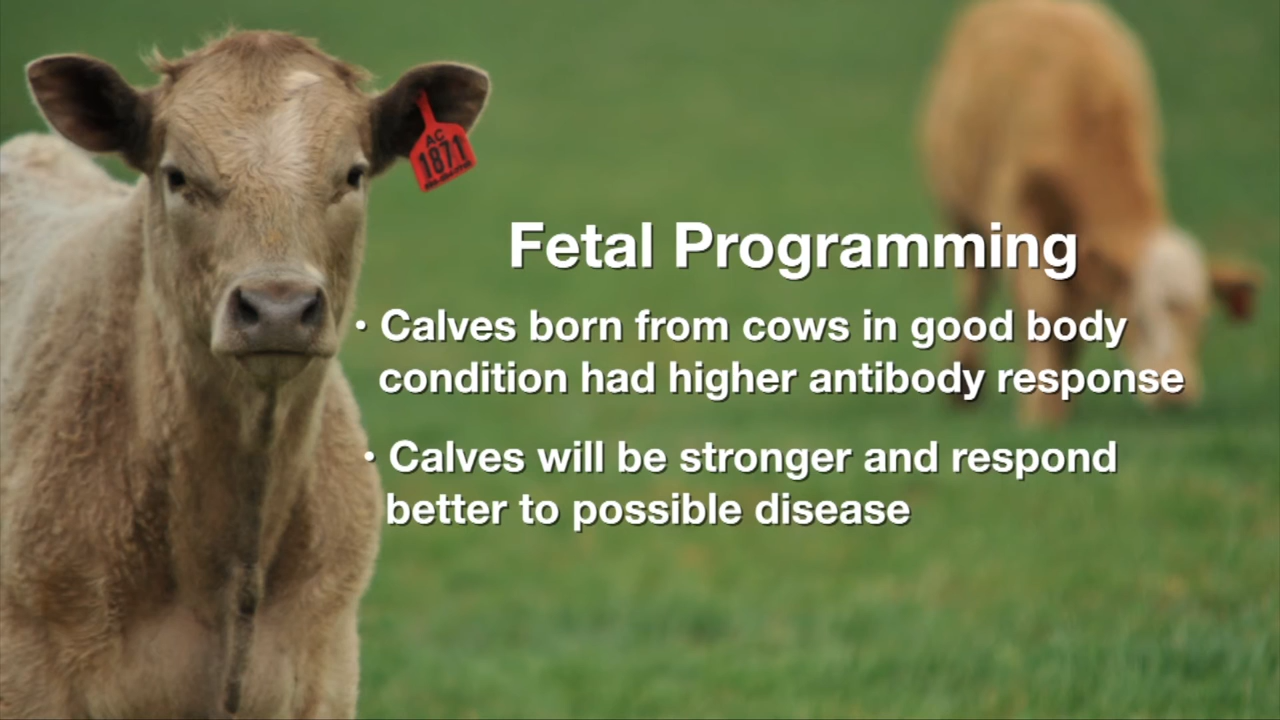 AC
1871
Fetal Programming
• Calves born from cows in good body
condition had higher antibody response
• Calves will be stronger and respond
better to possible disease